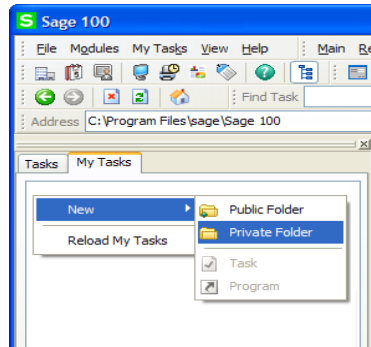 S Sage 100
File Modules My Tasks View Help Main Re
Find Task
Address C:\Program Files\sage\Sage 100
Tasks My Tasks
New Public Folder
Private Folder
Reload My Tasks
Task
Program